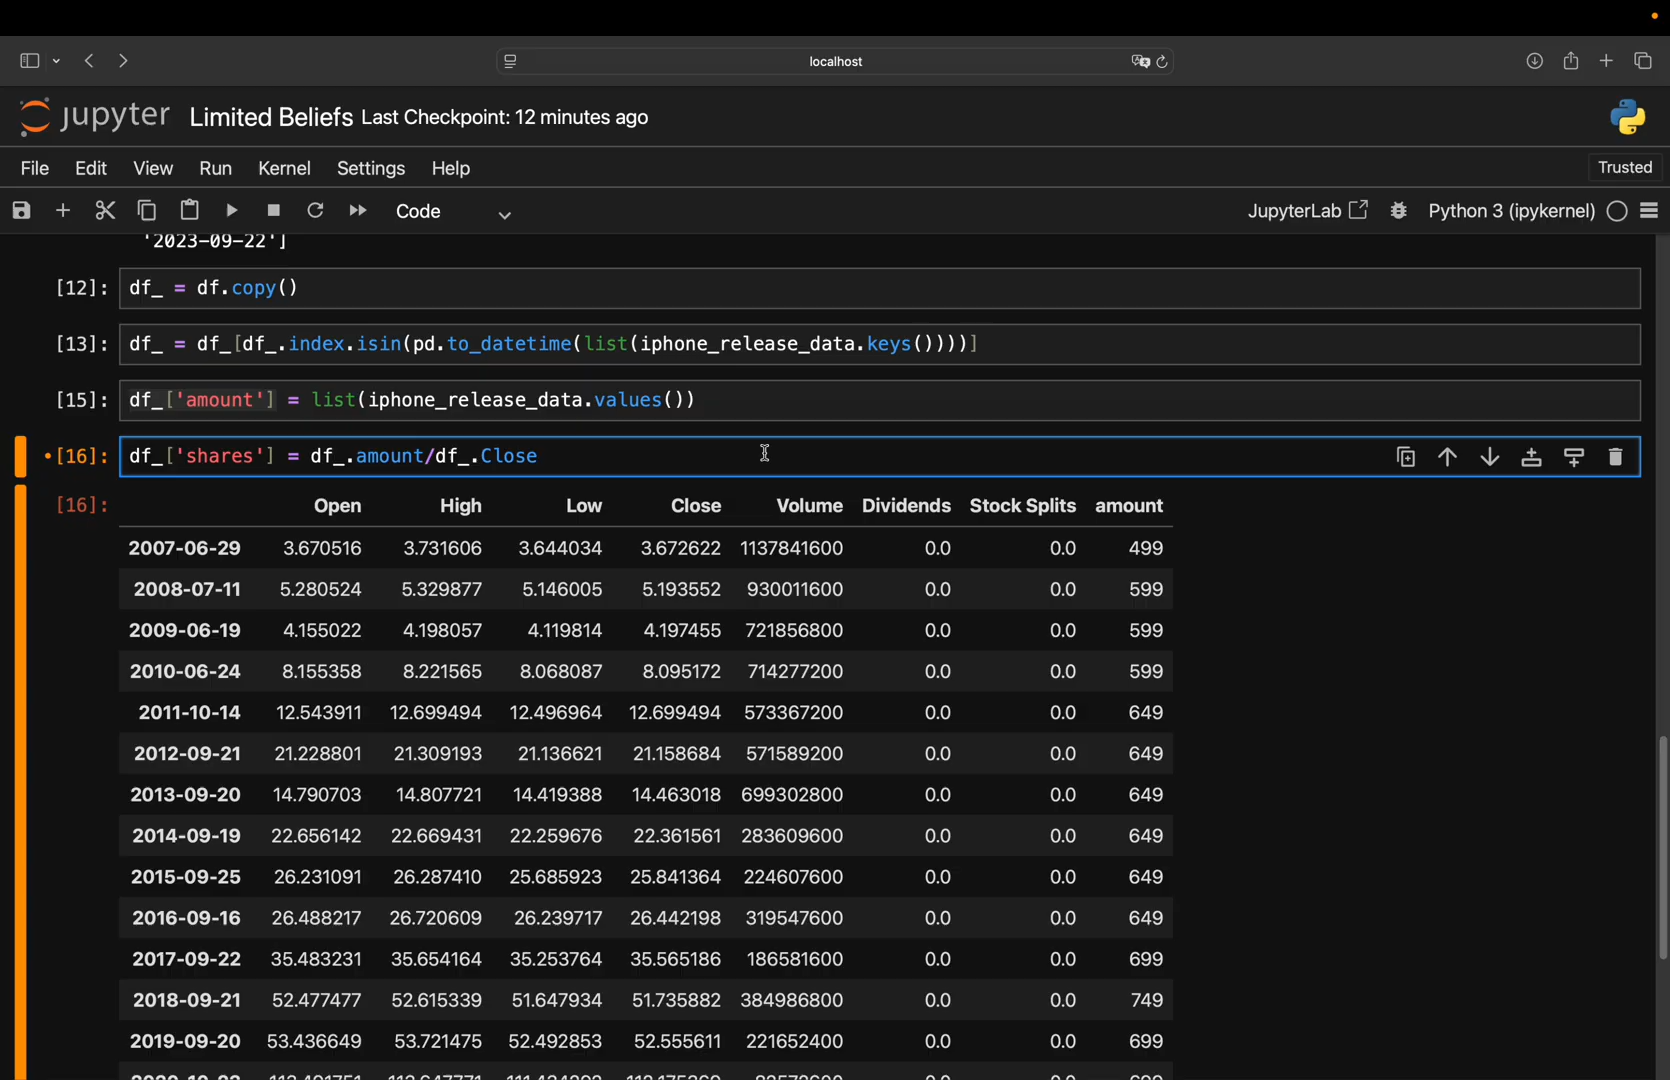 localhost
jupyter Limited Beliefs Last Checkpoint: 12 minutes ago
File Edit View Run Kernel Settings Help Trusted
Code JupyterLab Python 3 (ipykernel)
'2023-09-22']
[12]: df_ = df.copy()
[13]: df_ = df_[df_.index.isin(pd.to_datetime(list(iphone_release_data.keys())))]
[15]: df_['amount'] = list(iphone_release_data.values())
•[16]: df_['shares'] = df_.amount/df_.Close
[16]: Open High Low Close Volume Dividends Stock Splits amount
2007-06-29 3.670516 3.731606 3.644034 3.672622 1137841600 0.0 0.0 499
2008-07-11 5.280524 5.329877 5.146005 5.193552 930011600 0.0 0.0 599
2009-06-19 4.155022 4.198057 4.119814 4.197455 721856800 0.0 0.0 599
2010-06-24 8.155358 8.221565 8.068087 8.095172 714277200 0.0 0.0 599
2011-10-14 12.543911 12.699494 12.496964 12.699494 573367200 0.0 0.0 649
2012-09-21 21.228801 21.309193 21.136621 21.158684 571589200 0.0 0.0 649
2013-09-20 14.790703 14.807721 14.419388 14.463018 699302800 0.0 0.0 649
2014-09-19 22.656142 22.669431 22.259676 22.361561 283609600 0.0 0.0 649
2015-09-25 26.231091 26.287410 25.685923 25.841364 224607600 0.0 0.0 649
2016-09-16 26.488217 26.720609 26.239717 26.442198 319547600 0.0 0.0 649
2017-09-22 35.483231 35.654164 35.253764 35.565186 186581600 0.0 0.0 699
2018-09-21 52.477477 52.615339 51.647934 51.735882 384986800 0.0 0.0 749
2019-09-20 53.436649 53.721475 52.492853 52.555611 221652400 0.0 0.0 699